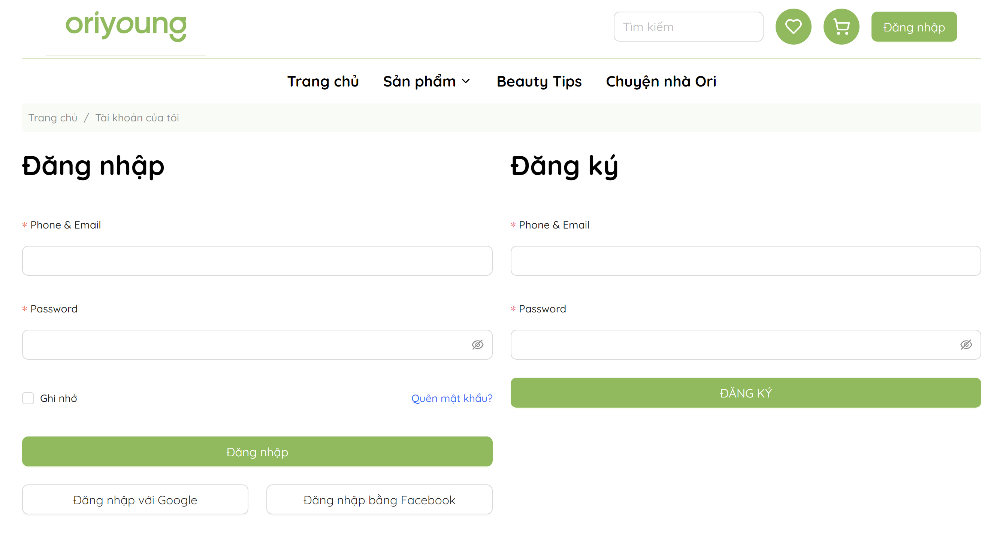 oriyoung
Tìm kiếm
Đăng nhập
Trang chủ
Sản phẩm
Beauty Tips
Chuyện nhà Ori
Trang chủ / Tài khoản của tôi
Đăng nhập
* Phone & Email
* Password
Ghi nhớ
Quên mật khẩu?
Đăng nhập
Đăng nhập với Google
Đăng nhập bằng Facebook
Đăng ký
* Phone & Email
* Password
ĐĂNG KÝ